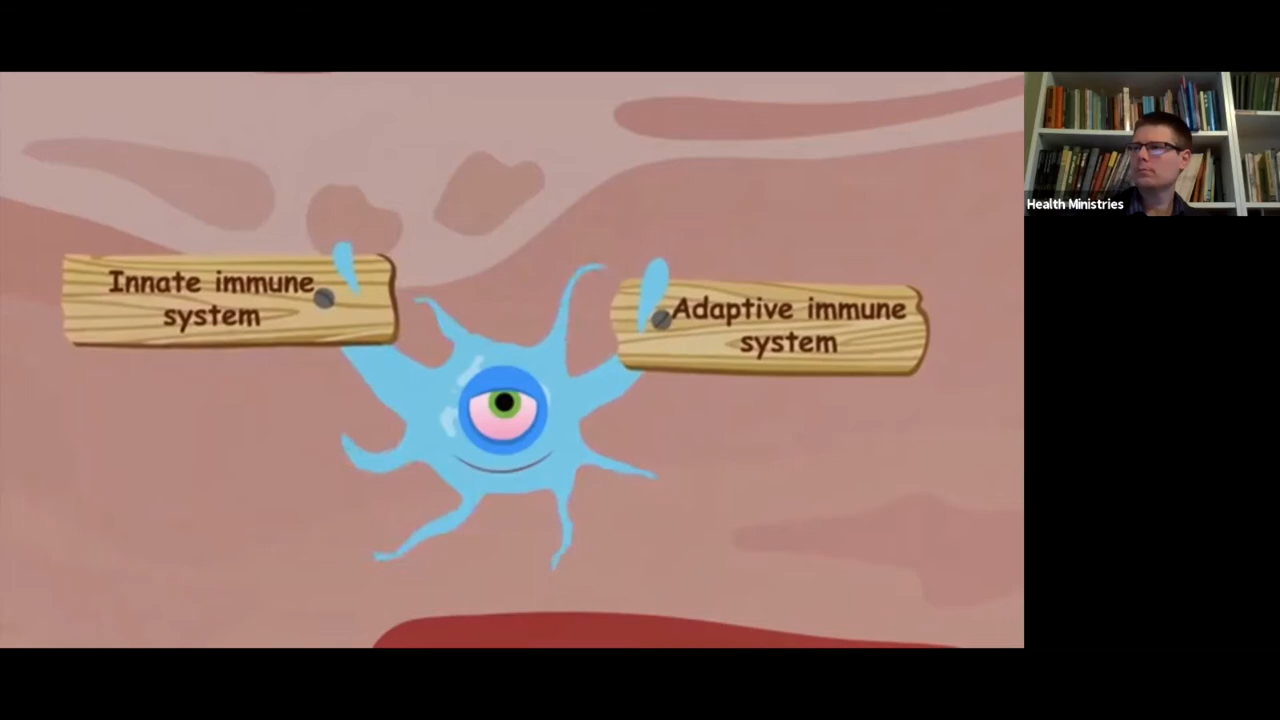 Innate immune
system
Adaptive immune
system
Health Ministries